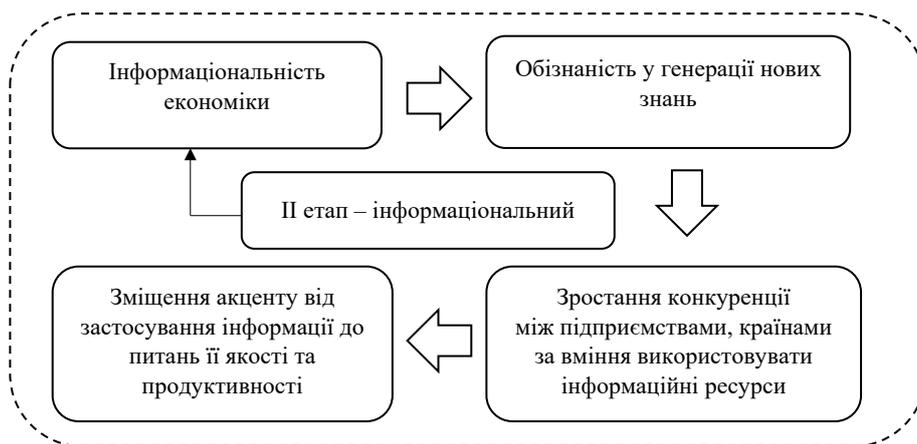 Інформаціональність
економіки
Обізнаність у генерації нових
знань
ІІ етап – інформаціональний
Зміщення акценту від
застосування інформації до
питань її якості та
продуктивності
Зростання конкуренції
між підприємствами, країнами
за вміння використовувати
інформаційні ресурси